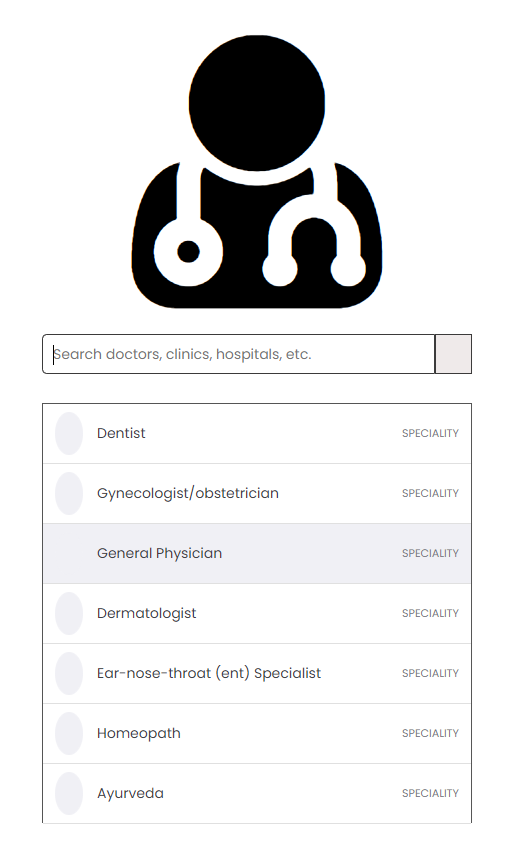 Search doctors, clinics, hospitals, etc.
Dentist SPECIALITY
Gynecologist/obstetrician SPECIALITY
General Physician SPECIALITY
Dermatologist SPECIALITY
Ear-nose-throat (ent) Specialist SPECIALITY
Homeopath SPECIALITY
Ayurveda SPECIALITY